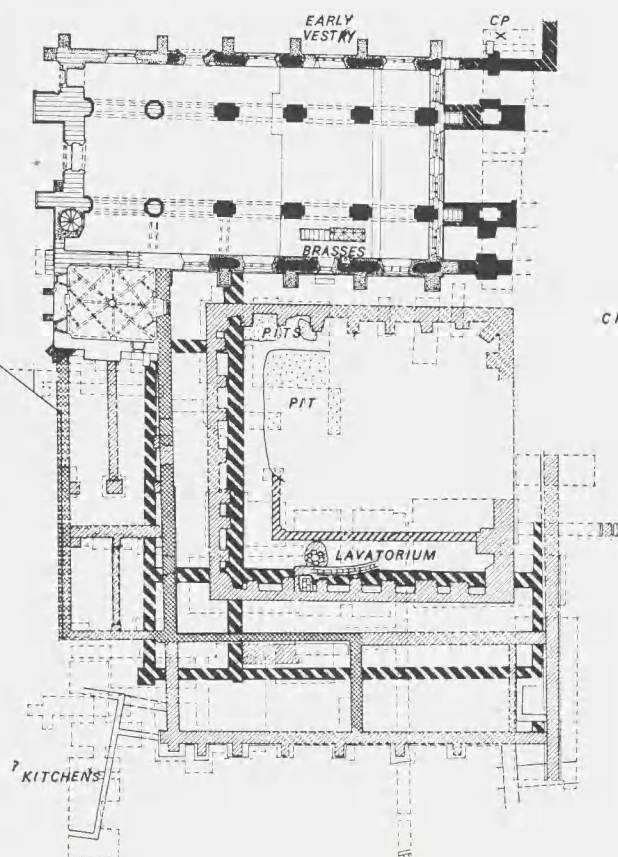 EARLY
VESTRY
CP
BRASSES
PITS
PIT
LAVATORIUM
?
KITCHENS